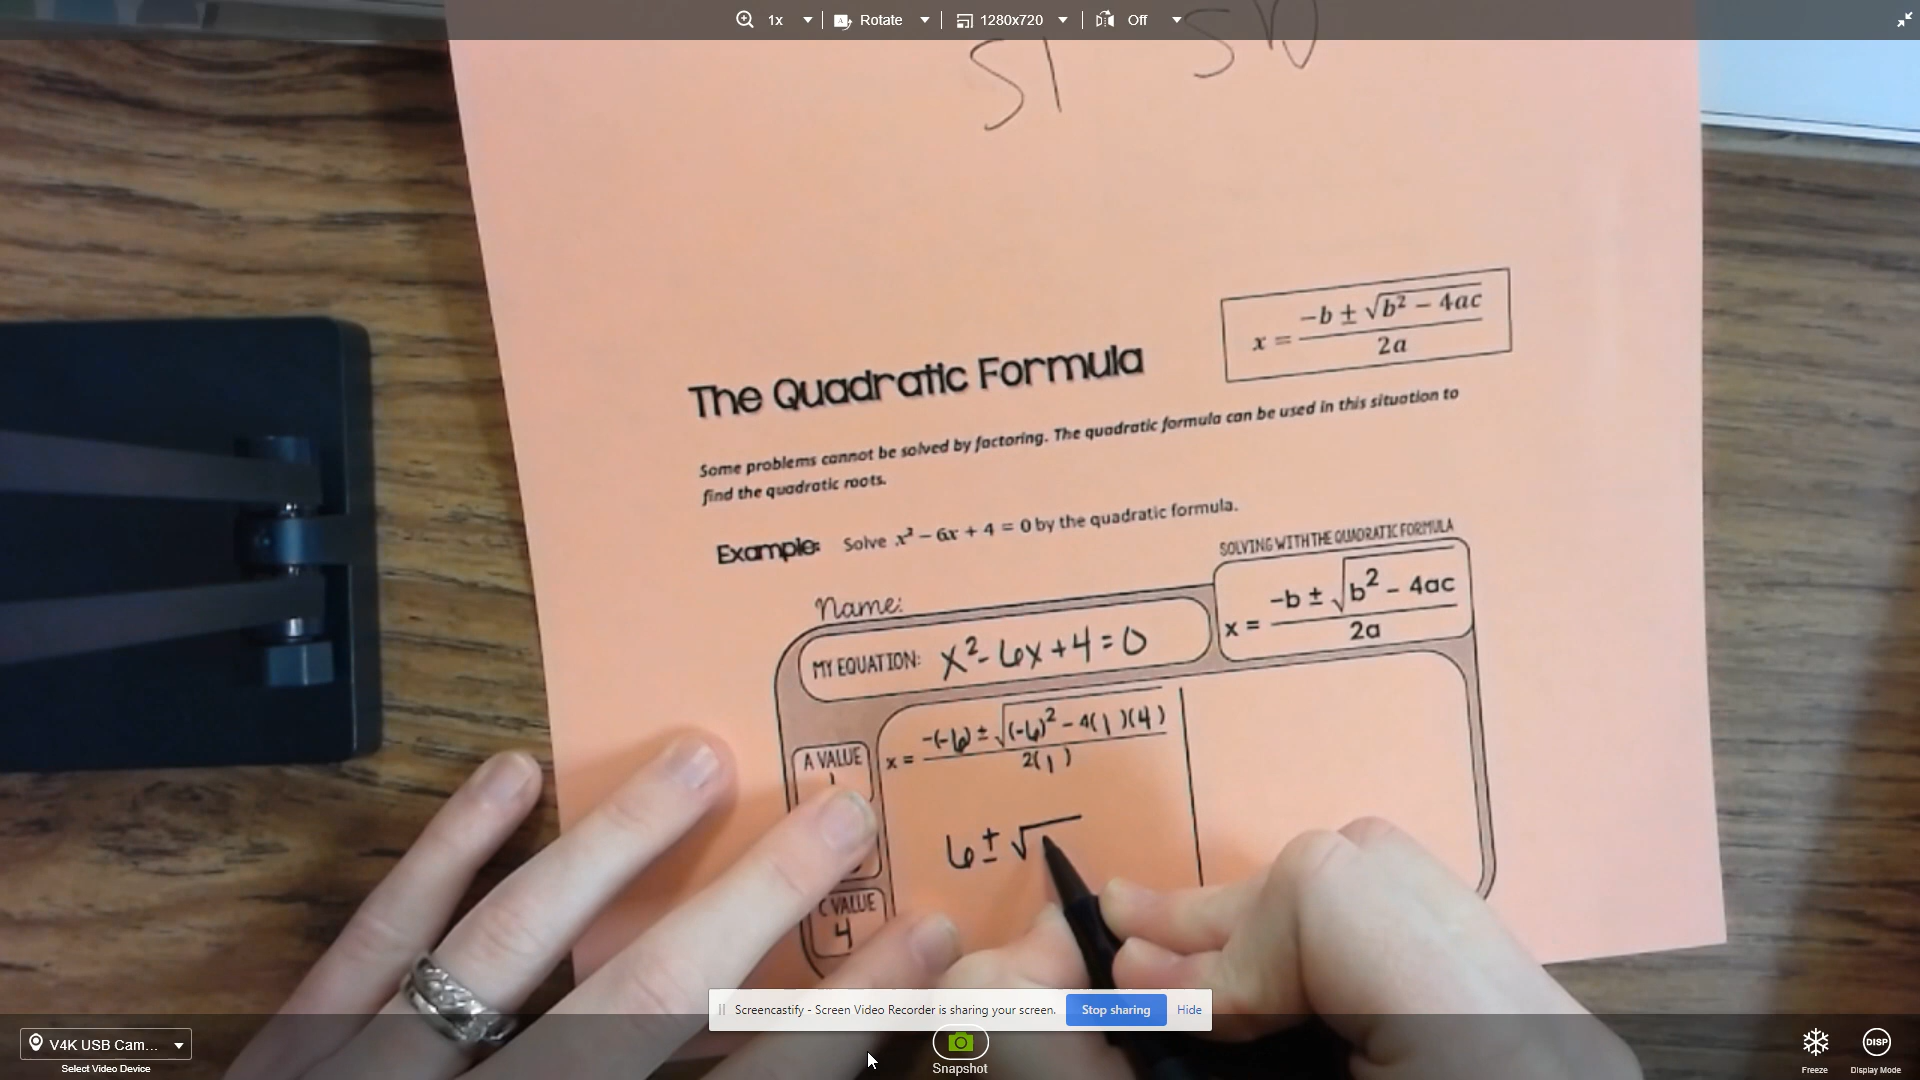 1x Rotate 1280x720 Off
The Quadratic Formula
x = \frac{-b ± √(b² − 4ac)}{2a}
Some problems cannot be solved by factoring. The quadratic formula can be used in this situation to
find the quadratic roots.
Example: Solve x² − 6x + 4 = 0 by the quadratic formula.
SOLVING WITH THE QUADRATIC FORMULA
x = \frac{-b ± √(b² - 4ac)}{2a}
Name:
MY EQUATION: x² - 6x + 4 = 0
x = \frac{-(-6) ± √((-6)² - 4(1)(4))}{2(1)}
A VALUE
1
6 ± √
C VALUE
4
Screencastify - Screen Video Recorder is sharing your screen. Stop sharing Hide
V4K USB Cam...
Select Video Device
Snapshot
DISP
Freeze
Display Mode